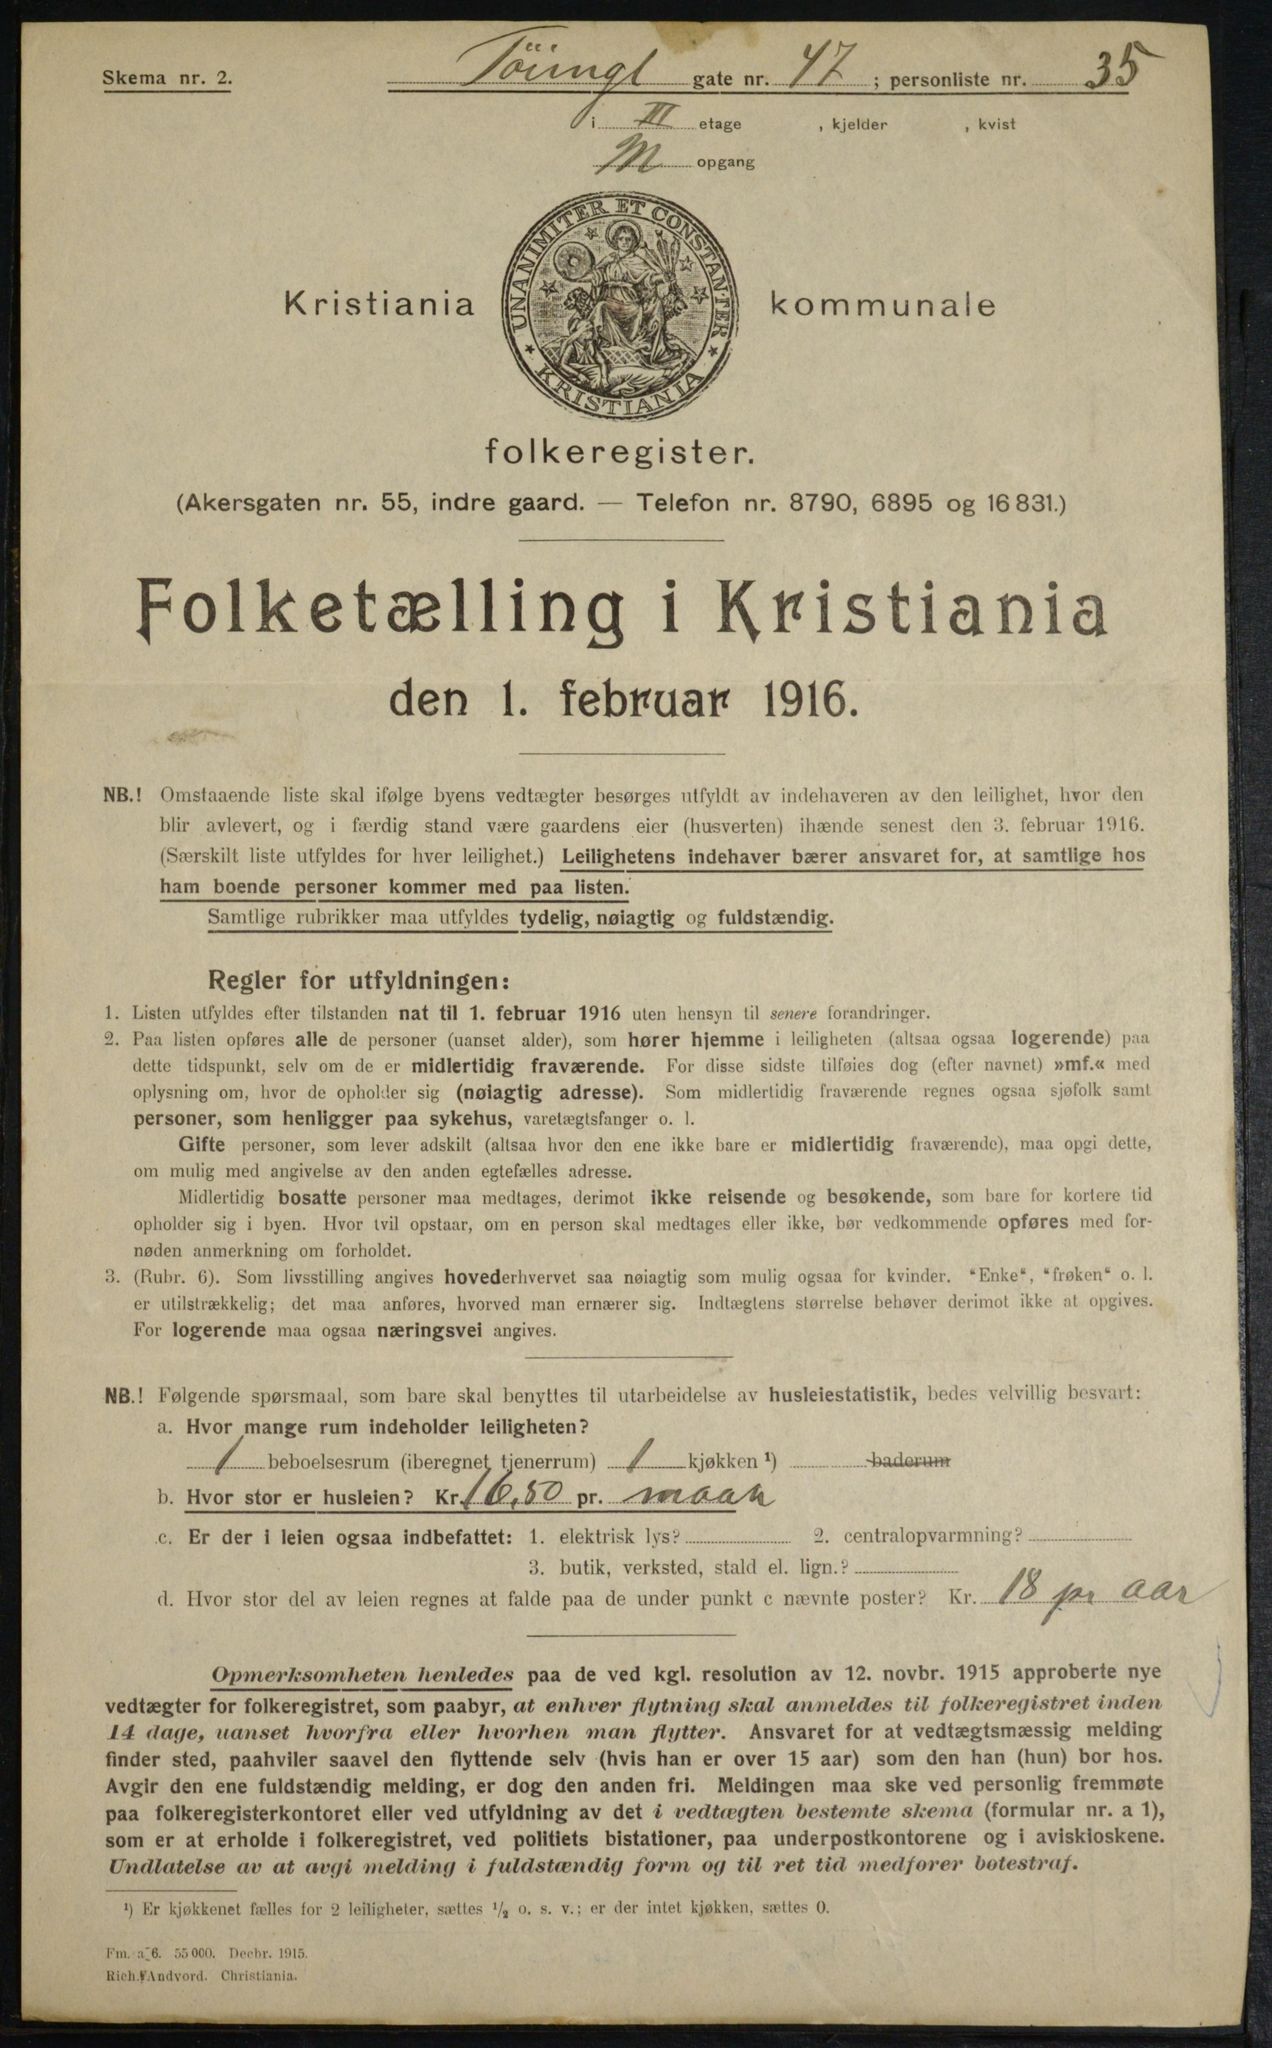 Skema nr. 2.
gate nr. 47 ; personliste nr. 35
i III etage , kjelder , kvist
M opgang
UNANIMITER ET CONSTANTER
★ KRISTIANIA ★
Kristiania kommunale
folkeregister.
(Akersgaten nr. 55, indre gaard. — Telefon nr. 8790, 6895 og 16 831.)
Folketælling i Kristiania
den 1. februar 1916.
NB.! Omstaaende liste skal ifølge byens vedtægter besørges utfyldt av indehaveren av den leilighet, hvor den
blir avlevert, og i færdig stand være gaardens eier (husverten) ihænde senest den 3. februar 1916.
(Særskilt liste utfyldes for hver leilighet.) Leilighetens indehaver bærer ansvaret for, at samtlige hos
ham boende personer kommer med paa listen.
Samtlige rubrikker maa utfyldes tydelig, nøiagtig og fuldstændig.
Regler for utfyldningen:
1. Listen utfyldes efter tilstanden nat til 1. februar 1916 uten hensyn til senere forandringer.
2. Paa listen opføres alle de personer (uanset alder), som hører hjemme i leiligheten (altsaa ogsaa logerende) paa
dette tidspunkt, selv om de er midlertidig fraværende. For disse sidste tilføies dog (efter navnet) »mf.« med
oplysning om, hvor de opholder sig (nøiagtig adresse). Som midlertidig fraværende regnes ogsaa sjøfolk samt
personer, som henligger paa sykehus, varetægtsfanger o. l.
Gifte personer, som lever adskilt (altsaa hvor den ene ikke bare er midlertidig fraværende), maa opgi dette,
om mulig med angivelse av den anden egtefælles adresse.
Midlertidig bosatte personer maa medtages, derimot ikke reisende og besøkende, som bare for kortere tid
opholder sig i byen. Hvor tvil opstaar, om en person skal medtages eller ikke, bør vedkommende opføres med for-
nøden anmerkning om forholdet.
3. (Rubr. 6). Som livsstilling angives hovederhvervet saa nøiagtig som mulig ogsaa for kvinder. "Enke", "frøken" o. l.
er utilstrækkelig; det maa anføres, hvorved man ernærer sig. Indtægtens størrelse behøver derimot ikke at opgives.
For logerende maa ogsaa næringsvei angives.
NB.! Følgende spørsmaal, som bare skal benyttes til utarbeidelse av husleiestatistik, bedes velvillig besvart:
a. Hvor mange rum indeholder leiligheten?
1 beboelsesrum (iberegnet tjenerrum) 1 kjøkken ¹) baderum
b. Hvor stor er husleien? Kr. 16,50 pr. maan
c. Er der i leien ogsaa indbefattet: 1. elektrisk lys? 2. centralopvarmning?
3. butik, verksted, stald el. lign.?
d. Hvor stor del av leien regnes at falde paa de under punkt c nævnte poster? Kr. 18 pr aar
Opmerksomheten henledes paa de ved kgl. resolution av 12. novbr. 1915 approberte nye
vedtægter for folkeregistret, som paabyr, at enhver flytning skal anmeldes til folkeregistret inden
14 dage, uanset hvorfra eller hvorhen man flytter. Ansvaret for at vedtægtsmæssig melding
finder sted, paahviler saavel den flyttende selv (hvis han er over 15 aar) som den han (hun) bor hos.
Avgir den ene fuldstændig melding, er dog den anden fri. Meldingen maa ske ved personlig fremmøte
paa folkeregisterkontoret eller ved utfyldning av det i vedtægten bestemte skema (formular nr. a 1),
som er at erholde i folkeregistret, ved politiets bistationer, paa underpostkontorene og i aviskioskene.
Undlatelse av at avgi melding i fuldstændig form og til ret tid medfører botestraf.
¹) Er kjøkkenet fælles for 2 leiligheter, sættes ½ o. s. v.; er der intet kjøkken, sættes 0.
Fm. a 6. 55 000. Decbr. 1915.
Rich. Andvord. Christiania.